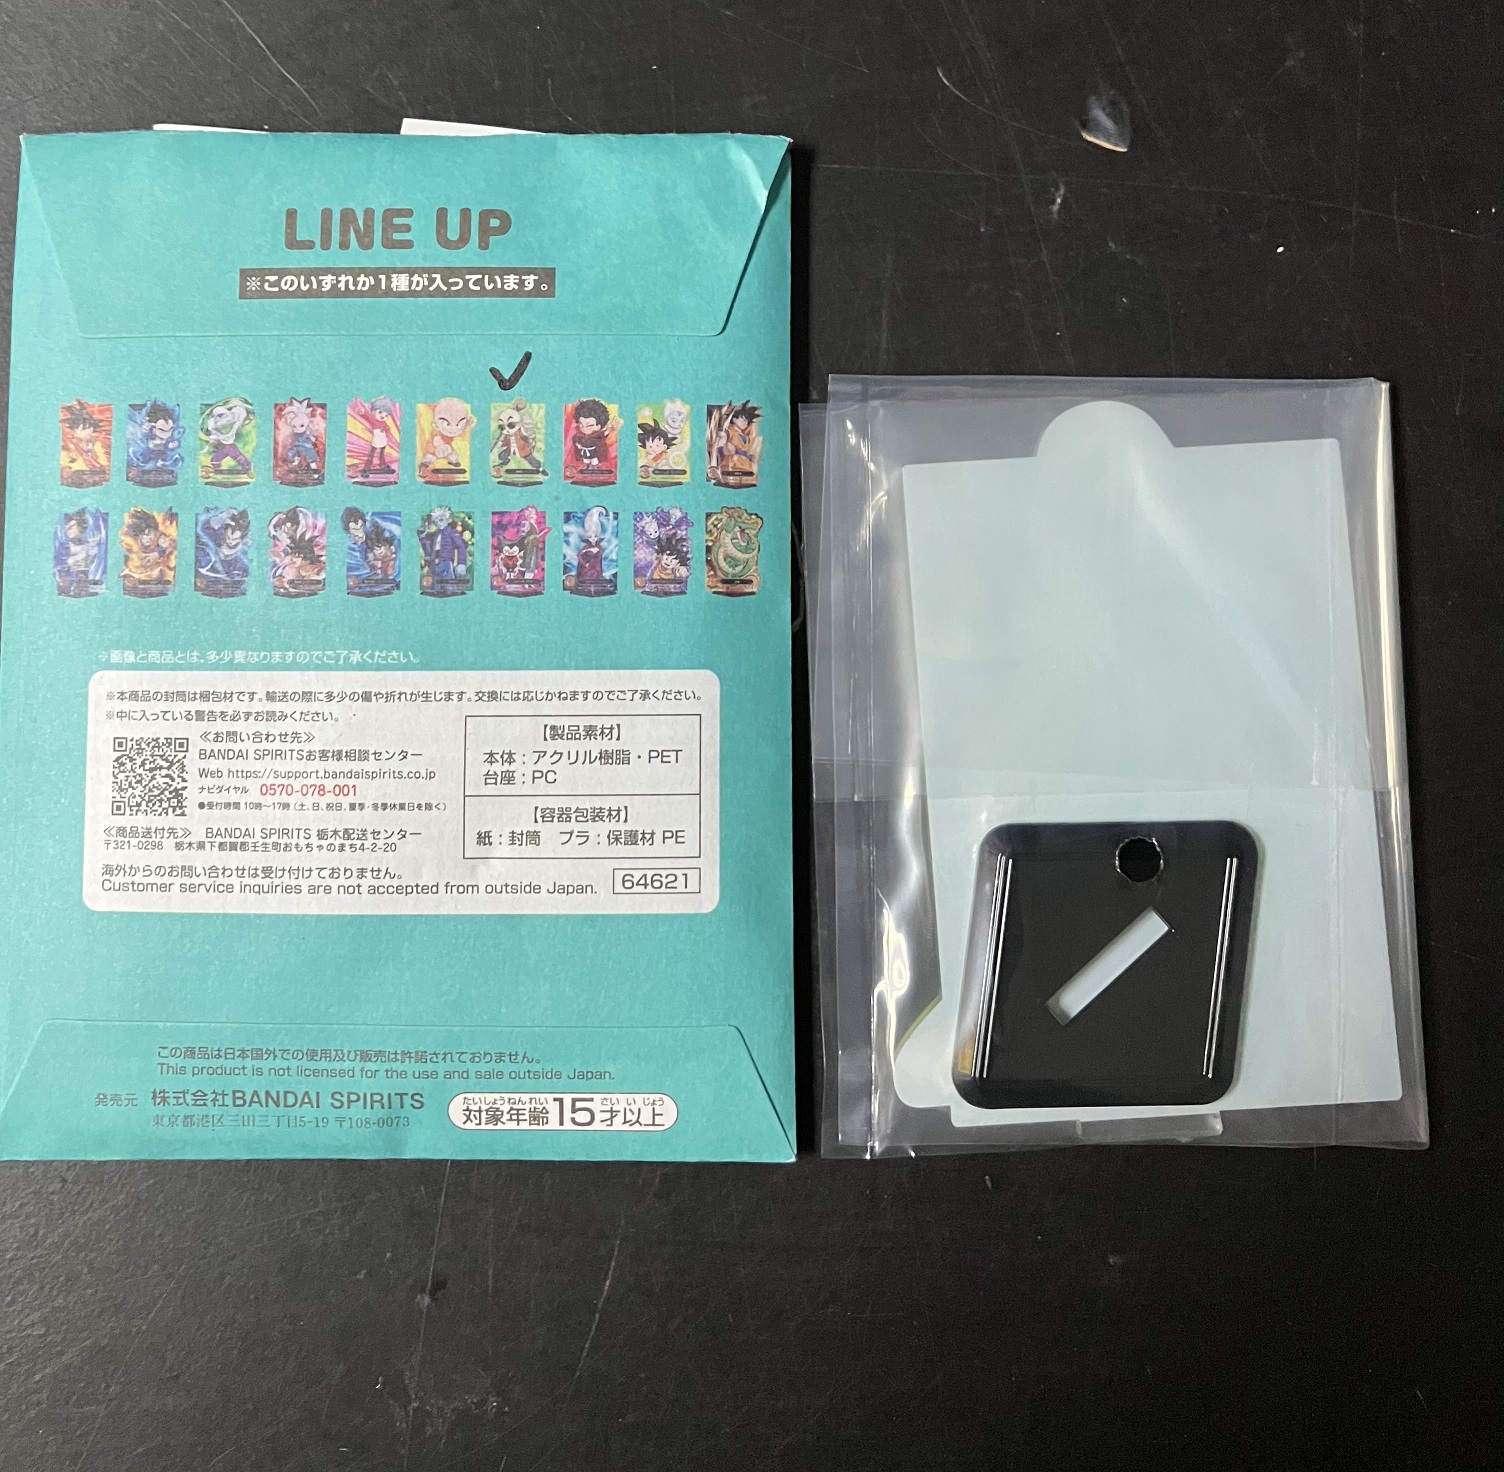 LINE UP
※このいずれか1種が入っています。
※画像と商品とは、多少異なりますのでご了承ください。
※本商品の封筒は梱包材です。輸送の際に多少の傷や折れが生じます。交換には応じかねますのでご了承ください。
※中に入っている警告を必ずお読みください。
≪お問い合わせ先≫
BANDAI SPIRITSお客様相談センター
Web https://support.bandaispirits.co.jp
ナビダイヤル 0570-078-001
●受付時間 10時〜17時(土、日、祝日、夏季・冬季休業日を除く)
≪商品送付先≫ BANDAI SPIRITS 栃木配送センター
〒321-0298 栃木県下都賀郡壬生町おもちゃのまち4-2-20
海外からのお問い合わせは受け付けておりません。
Customer service inquiries are not accepted from outside Japan.
【製品素材】
本体：アクリル樹脂・PET
台座：PC
【容器包装材】
紙：封筒 プラ：保護材 PE
64621
この商品は日本国外での使用及び販売は許諾されておりません。
This product is not licensed for the use and sale outside Japan.
発売元 株式会社BANDAI SPIRITS
東京都港区三田三丁目5-19 〒108-0073
たいしょうねんれい さい い じょう
対象年齢15才以上